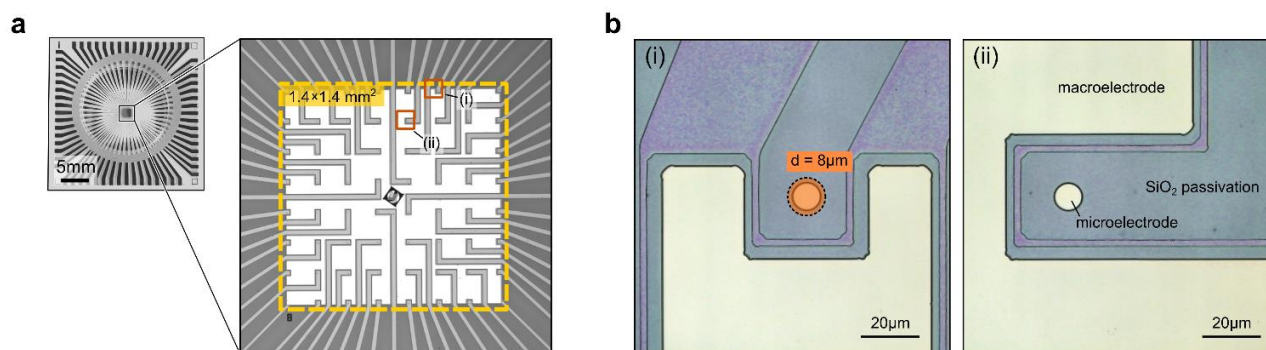 a
5mm
1.4×1.4 mm²
(i)
(ii)
b
(i)
d = 8µm
20µm
(ii)
macroelectrode
SiO₂ passivation
microelectrode
20µm